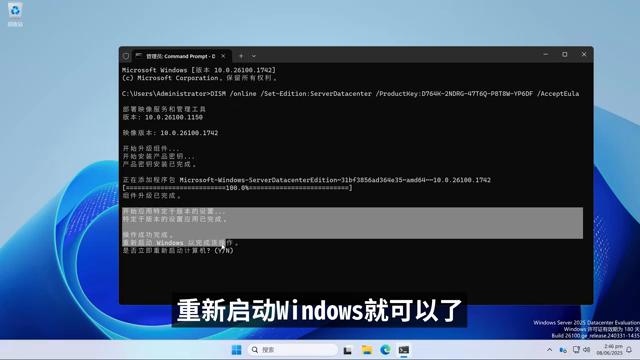 回收站
管理员: Command Prompt - D
Microsoft Windows [版本 10.0.26100.1742]
(c) Microsoft Corporation。保留所有权利。
C:\Users\Administrator>DISM /online /Set-Edition:ServerDatacenter /ProductKey:D764K-2NDRG-47T6Q-P8T8W-YP6DF /AcceptEula
部署映像服务和管理工具
版本: 10.0.26100.1150
映像版本: 10.0.26100.1742
开始升级组件...
开始安装产品密钥...
产品密钥安装已完成。
正在添加程序包 Microsoft-Windows-ServerDatacenterEdition~31bf3856ad364e35~amd64~~10.0.26100.1742
[===========================100.0%===========================]
组件升级已完成。
开始应用特定于版本的设置...
特定于版本的设置应用已完成。
操作成功完成。
重新启动 Windows 以完成该操作。
是否立即重新启动计算机? (Y/N)
重新启动Windows就可以了
Windows Server 2025 Datacenter Evaluation
Windows 许可证有效期为 180 天
Build 26100.ge_release.240331-1435
搜索
2:46 pm
08/06/2025